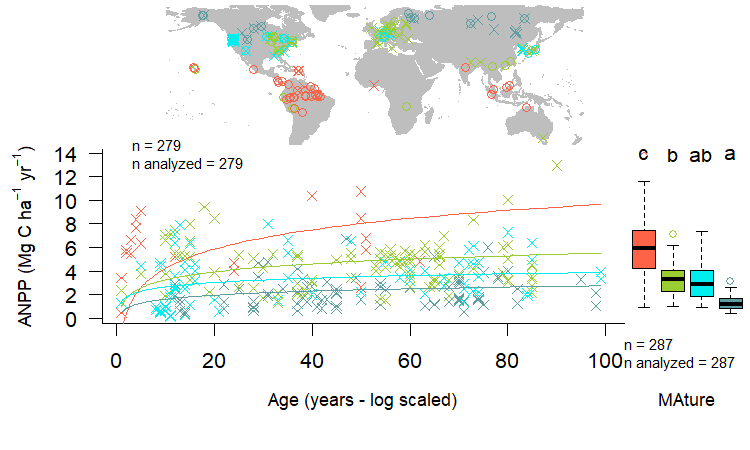 n = 279
n analyzed = 279
ANPP (Mg C ha⁻¹ yr⁻¹)
14
12
10
8
6
4
2
0
0 20 40 60 80 100
Age (years - log scaled)
c b ab a
n = 287
n analyzed = 287
MAture